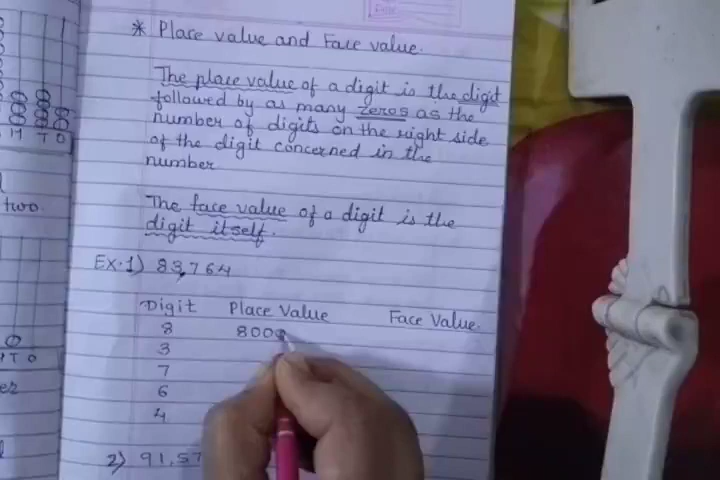 * Place value and Face value.
The place value of a digit is the digit
followed by as many zeros as the
number of digits on the right side
of the digit concerned in the
number
The face value of a digit is the
digit itself.
Ex.1) 83,764
Digit Place Value Face Value.
8 8000
3
7
6
4
2) 91,57
H T O
two.
H T O